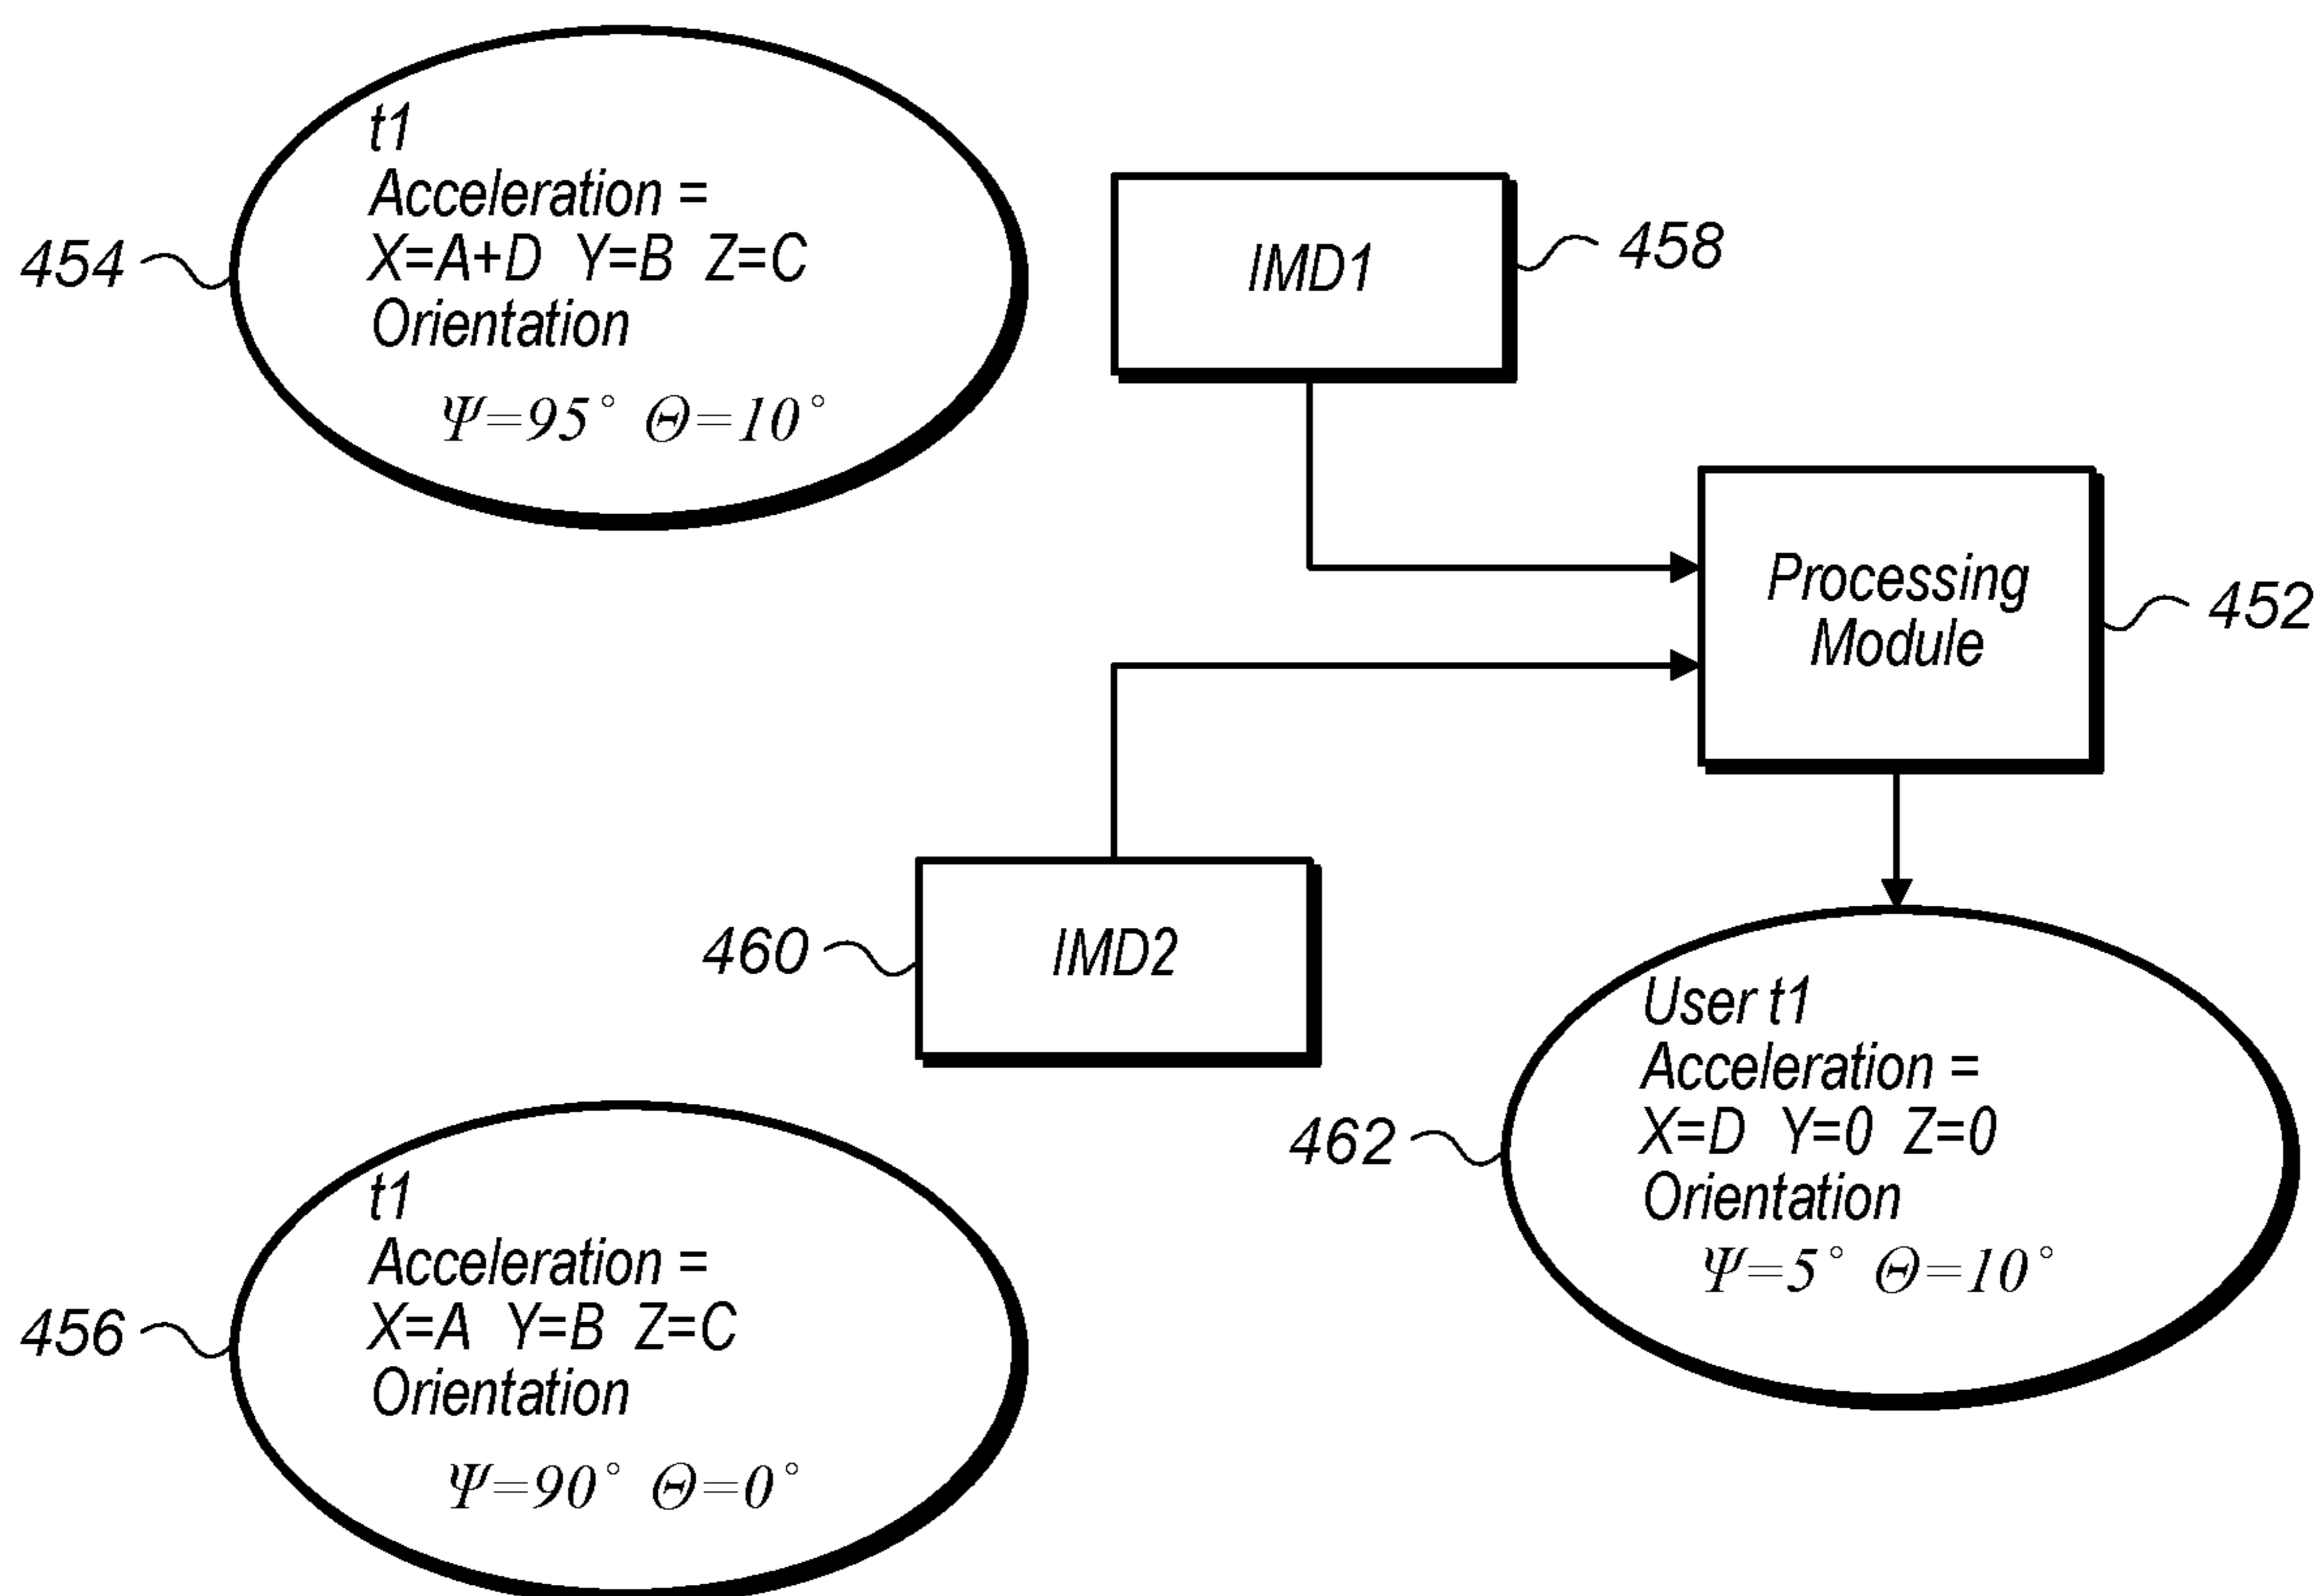 t1
Acceleration =
X=A+D Y=B Z=C
Orientation
Ψ=95° Θ=10°
454
IMD1
458
Processing
Module
452
IMD2
460
User t1
Acceleration =
X=D Y=0 Z=0
Orientation
Ψ=5° Θ=10°
462
t1
Acceleration =
X=A Y=B Z=C
Orientation
Ψ=90° Θ=0°
456